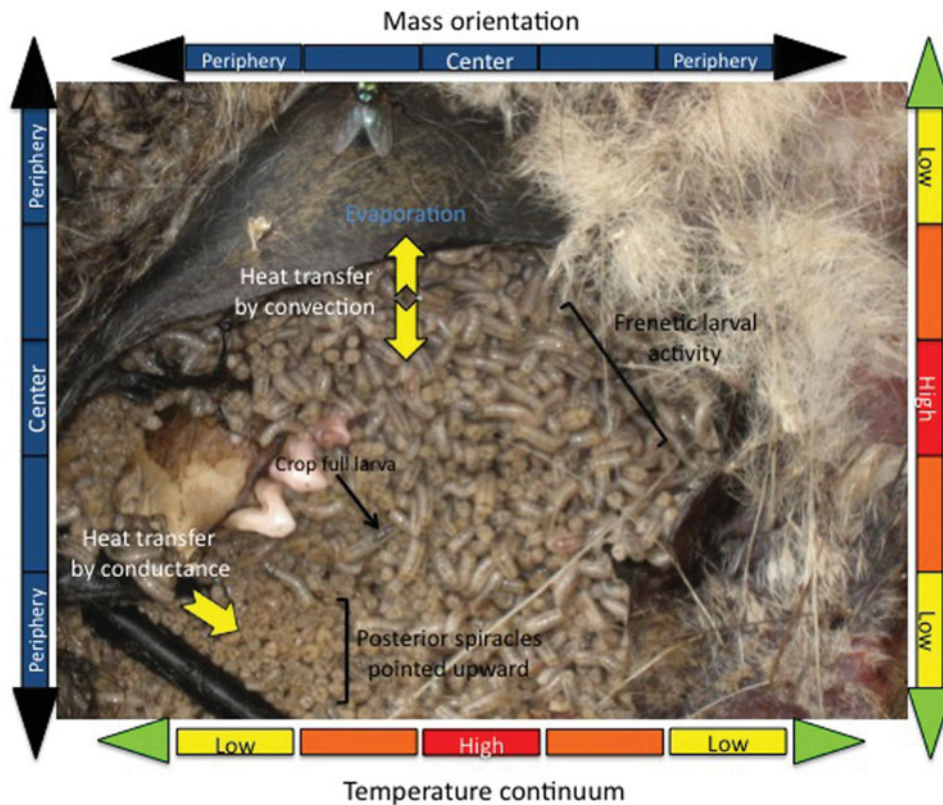 Mass orientation
Periphery
Center
Periphery
Periphery
Center
Periphery
Low
High
Low
Evaporation
Heat transfer
by convection
Frenetic larval
activity
Crop full larva
Heat transfer
by conductance
Posterior spiracles
pointed upward
Low
High
Low
Temperature continuum